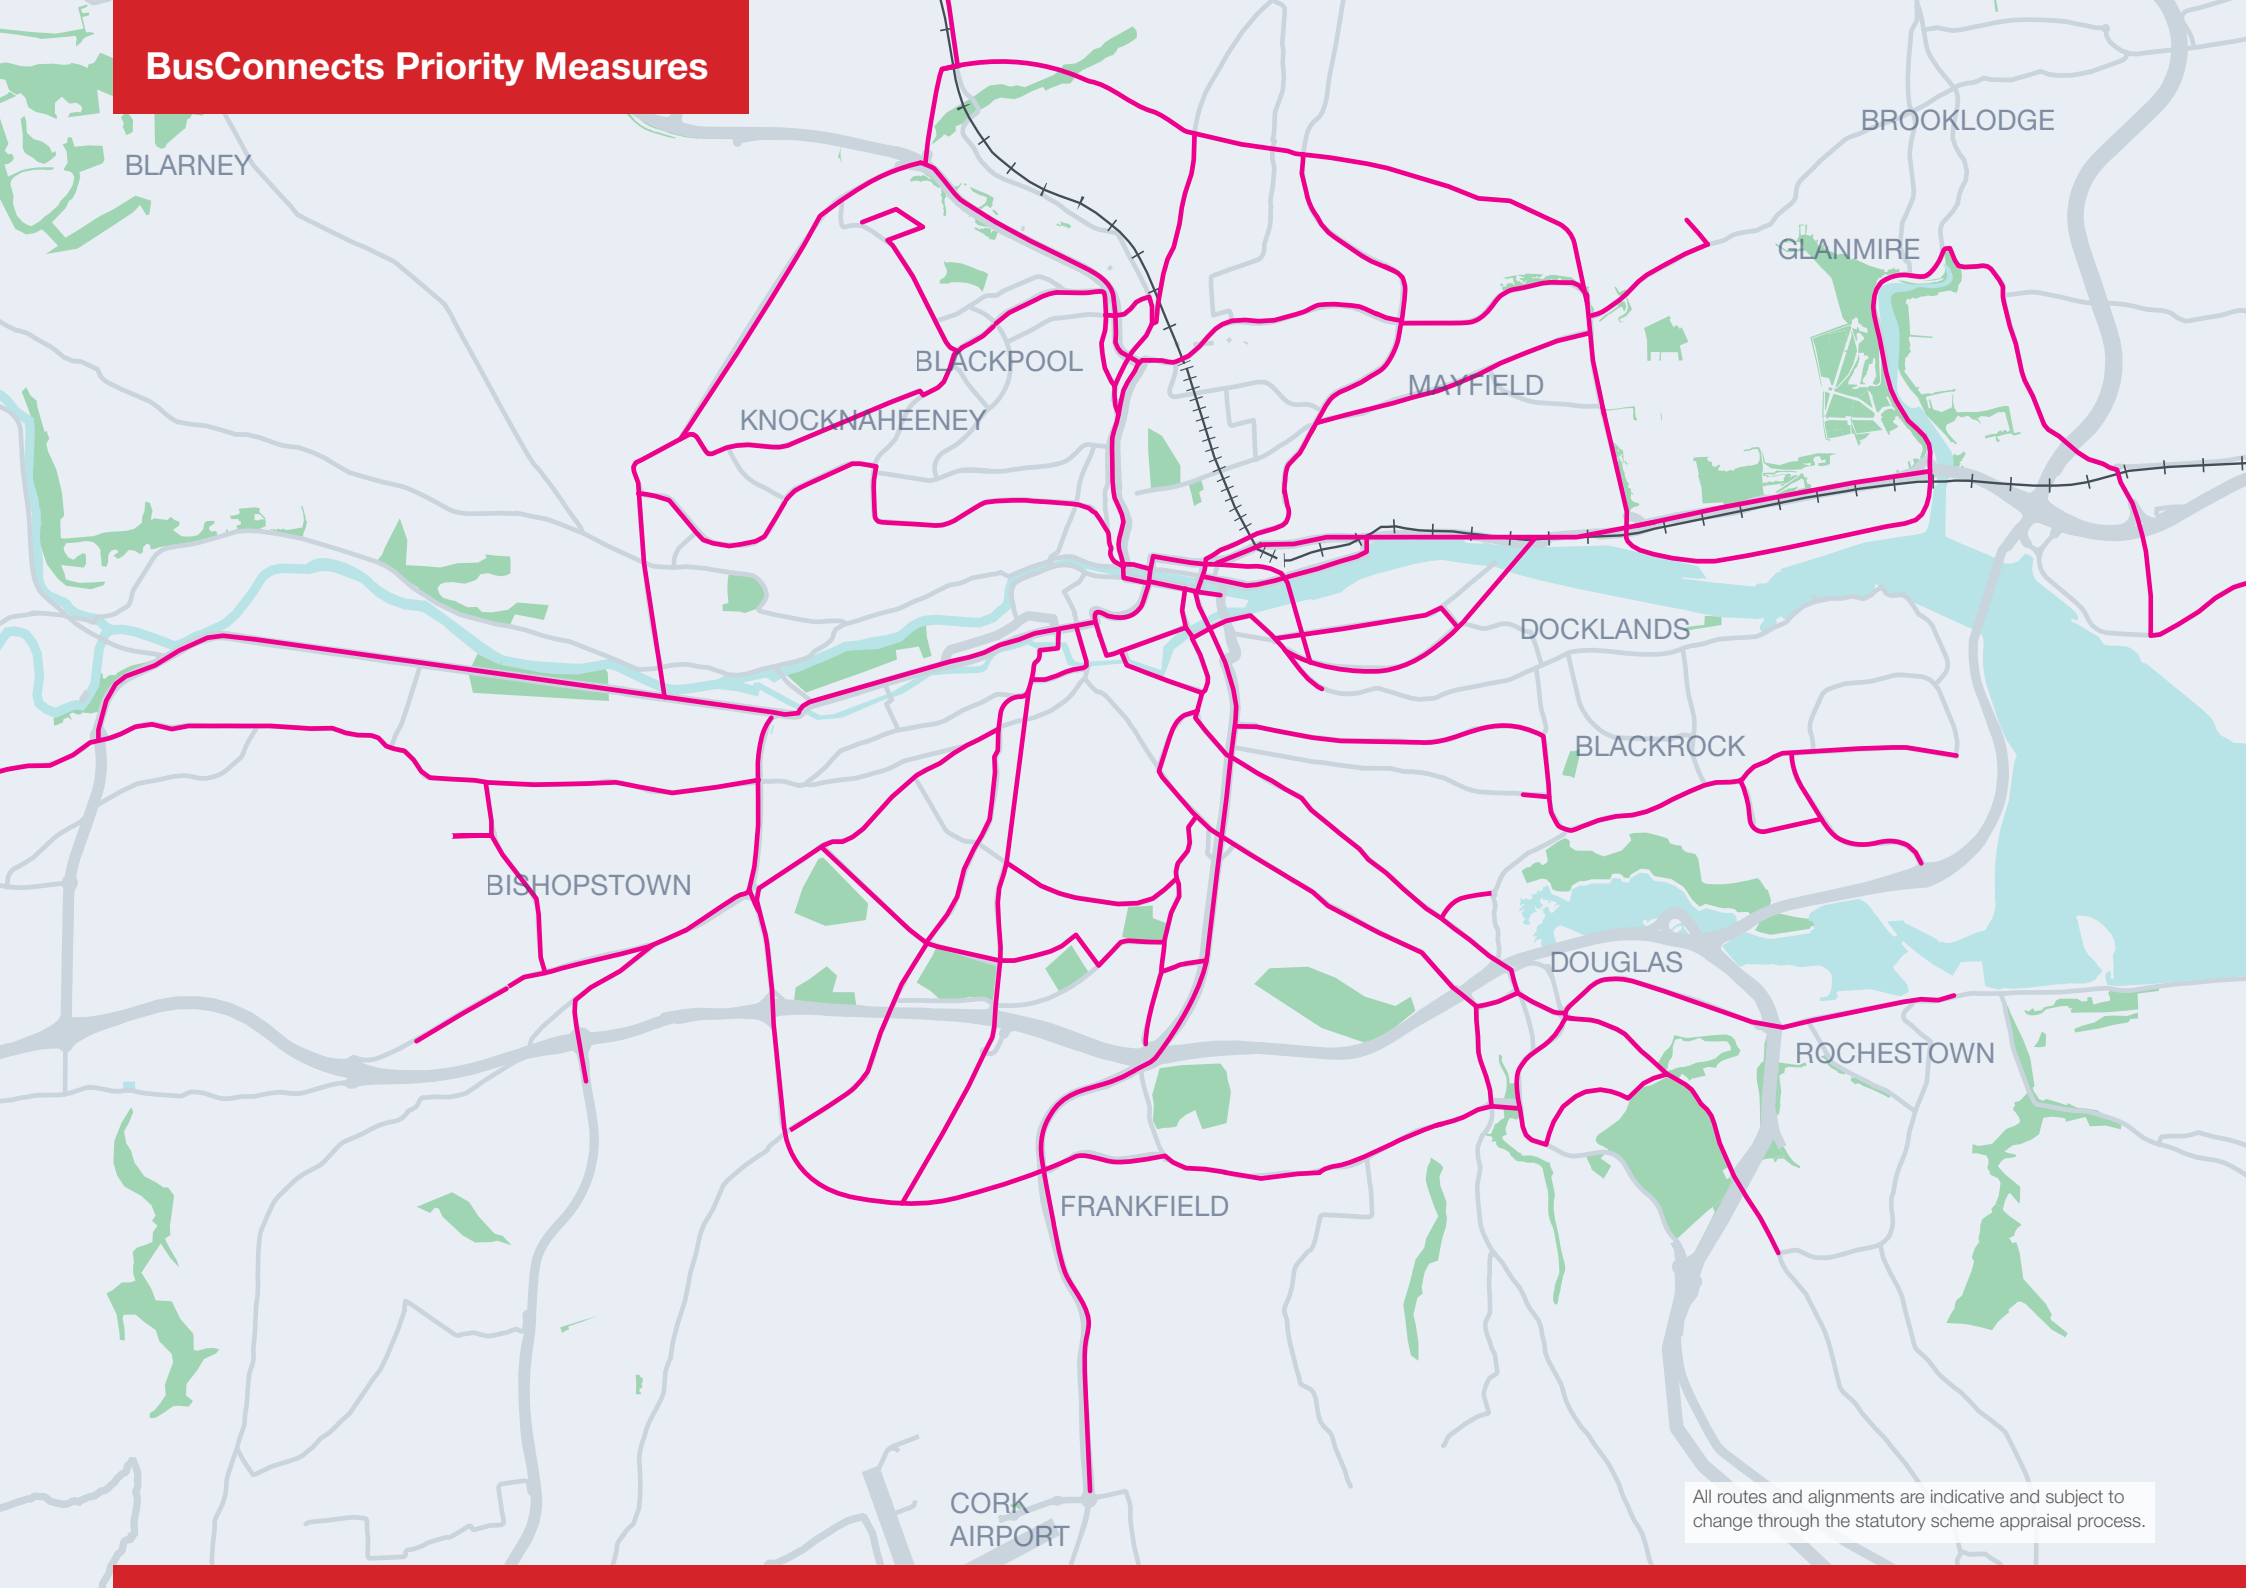 BusConnects Priority Measures
BROOKLODGE
BLARNEY
GLANMIRE
BLACKPOOL
MAYFIELD
KNOCKNAHEENEY
DOCKLANDS
BLACKROCK
BISHOPSTOWN
DOUGLAS
ROCHESTOWN
FRANKFIELD
CORK
AIRPORT
All routes and alignments are indicative and subject to
change through the statutory scheme appraisal process.